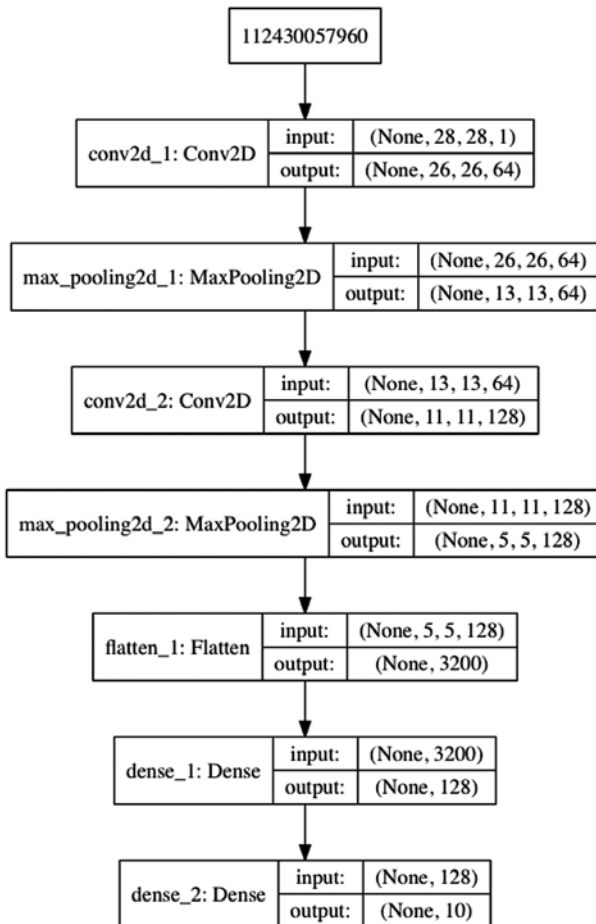 112430057960
conv2d_1: Conv2D
input: (None, 28, 28, 1)
output: (None, 26, 26, 64)
max_pooling2d_1: MaxPooling2D
input: (None, 26, 26, 64)
output: (None, 13, 13, 64)
conv2d_2: Conv2D
input: (None, 13, 13, 64)
output: (None, 11, 11, 128)
max_pooling2d_2: MaxPooling2D
input: (None, 11, 11, 128)
output: (None, 5, 5, 128)
flatten_1: Flatten
input: (None, 5, 5, 128)
output: (None, 3200)
dense_1: Dense
input: (None, 3200)
output: (None, 128)
dense_2: Dense
input: (None, 128)
output: (None, 10)